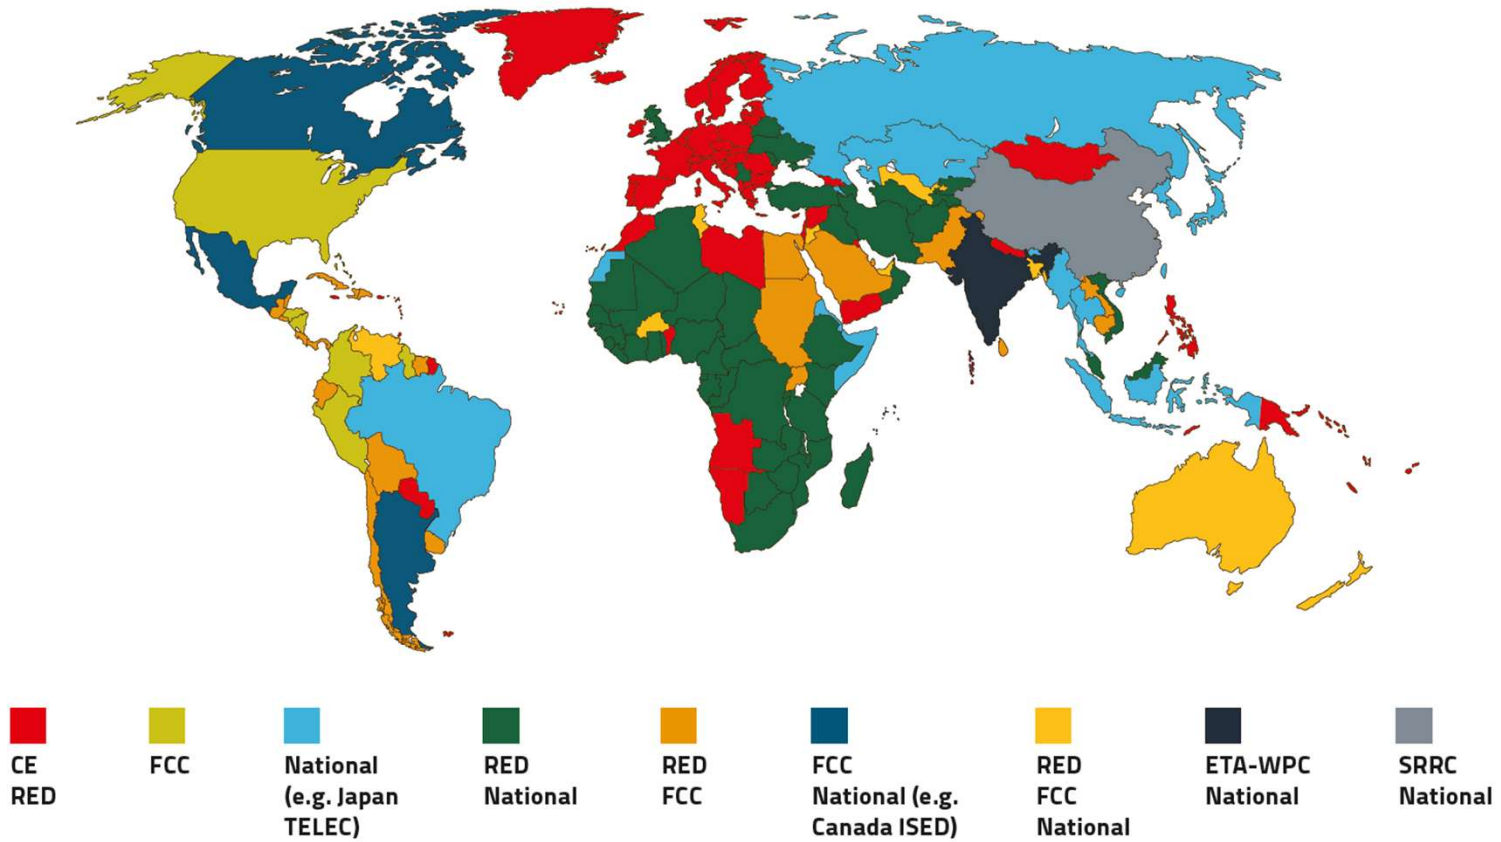 CE
RED
FCC
National
(e.g. Japan
TELEC)
RED
National
RED
FCC
FCC
National (e.g.
Canada ISED)
RED
FCC
National
ETA-WPC
National
SRRC
National